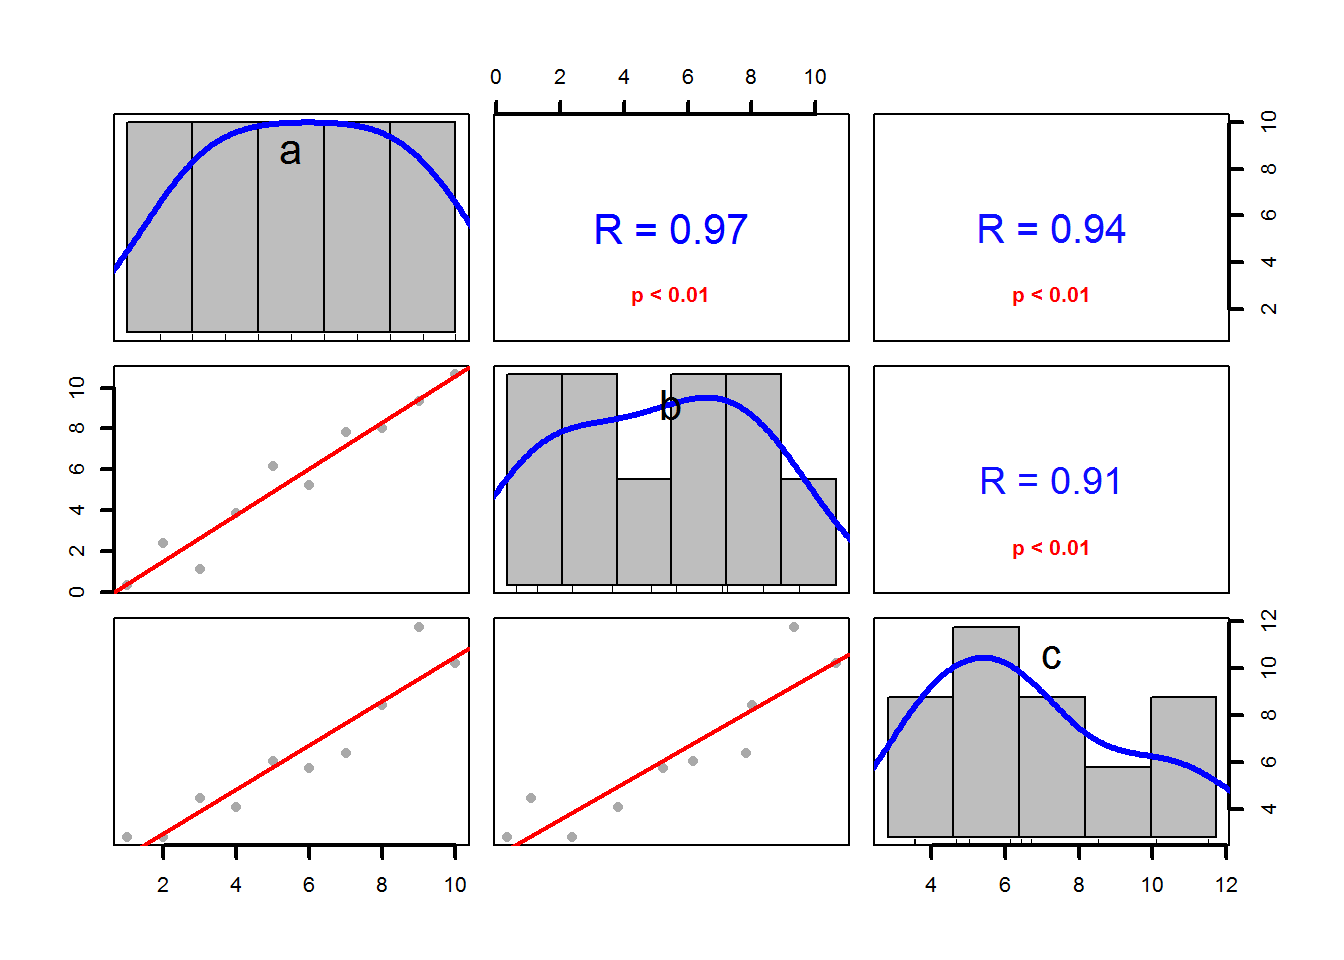 0 2 4 6 8 10
a
R = 0.97
p < 0.01
R = 0.94
p < 0.01
2 4 6 8 10
0 2 4 6 8 10
b
R = 0.91
p < 0.01
c
4 6 8 10 12
2 4 6 8 10
4 6 8 10 12